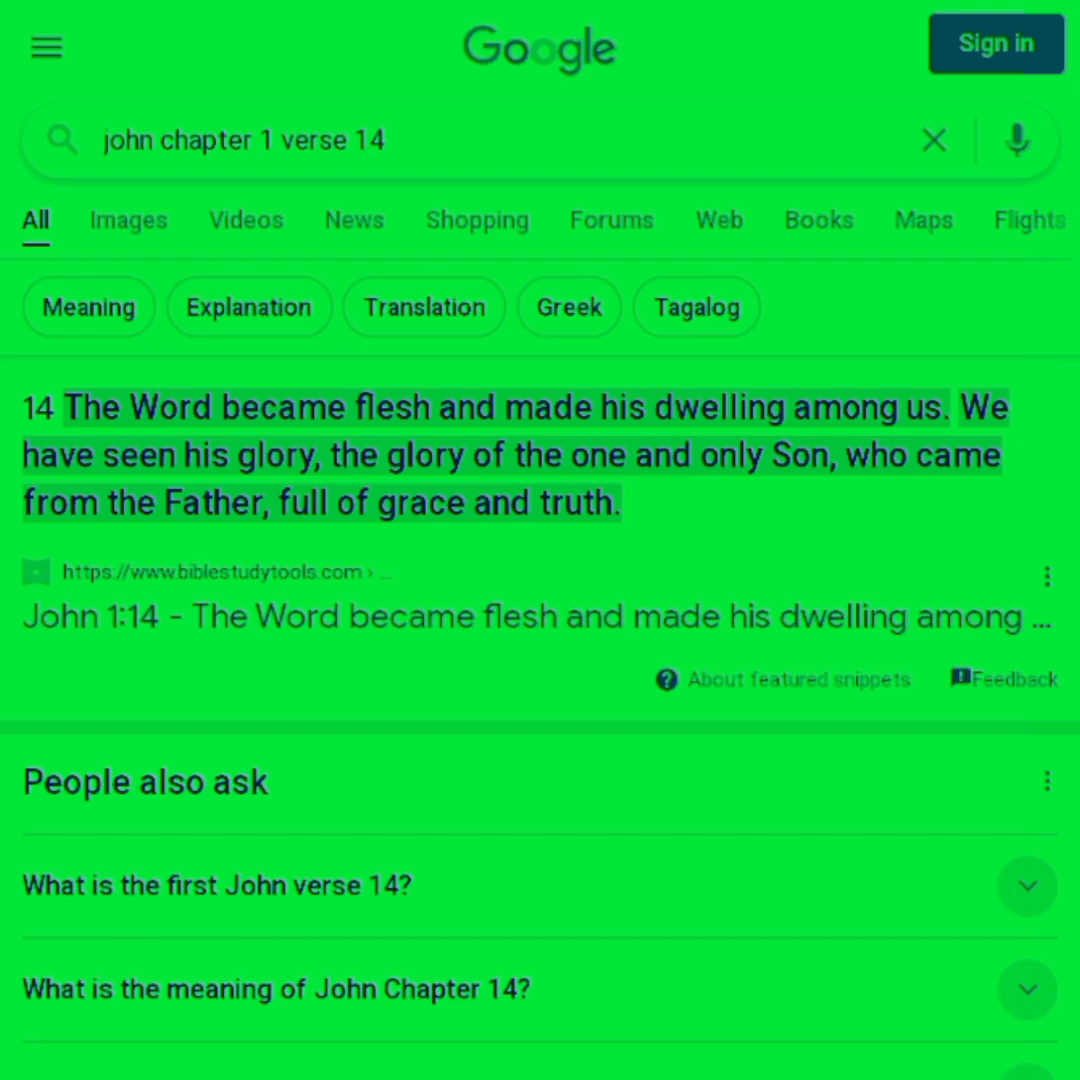 Google
Sign in
john chapter 1 verse 14
All Images Videos News Shopping Forums Web Books Maps Flights
Meaning Explanation Translation Greek Tagalog
14 The Word became flesh and made his dwelling among us. We
have seen his glory, the glory of the one and only Son, who came
from the Father, full of grace and truth.
https://www.biblestudytools.com › ...
John 1:14 - The Word became flesh and made his dwelling among ...
About featured snippets Feedback
People also ask
What is the first John verse 14?
What is the meaning of John Chapter 14?